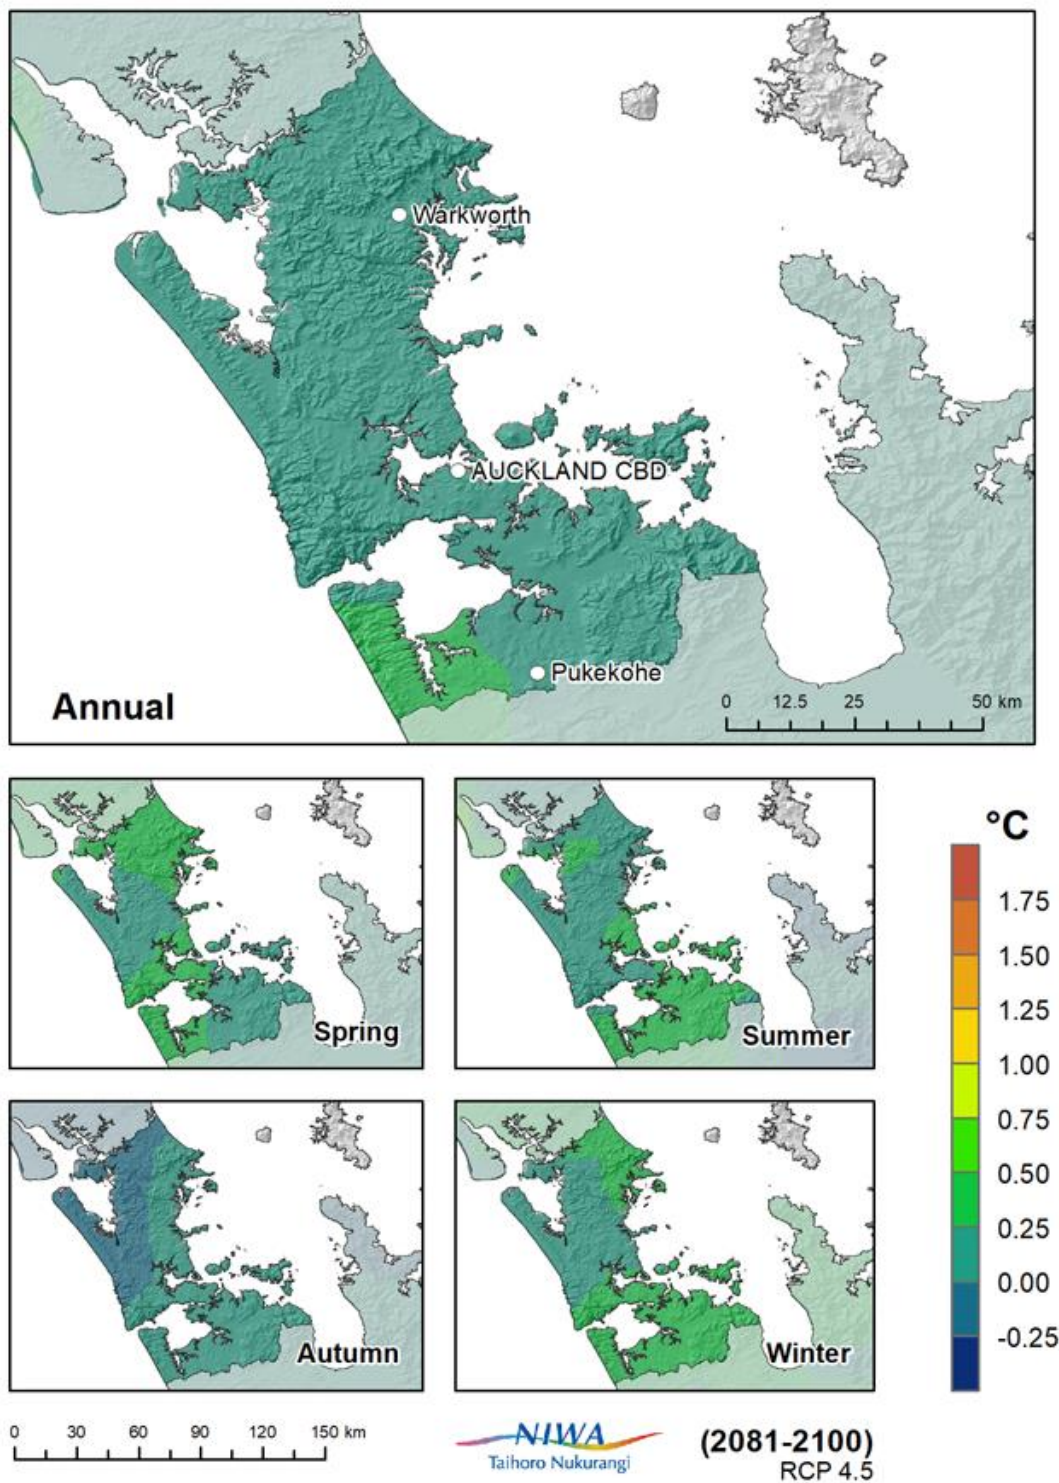 Warkworth
AUCKLAND CBD
Pukekohe
Annual
0 12.5 25 50 km
Spring
Summer
Autumn
Winter
°C
1.75
1.50
1.25
1.00
0.75
0.50
0.25
0.00
-0.25
0 30 60 90 120 150 km
NIWA
Taihoro Nukurangi
(2081-2100)
RCP 4.5